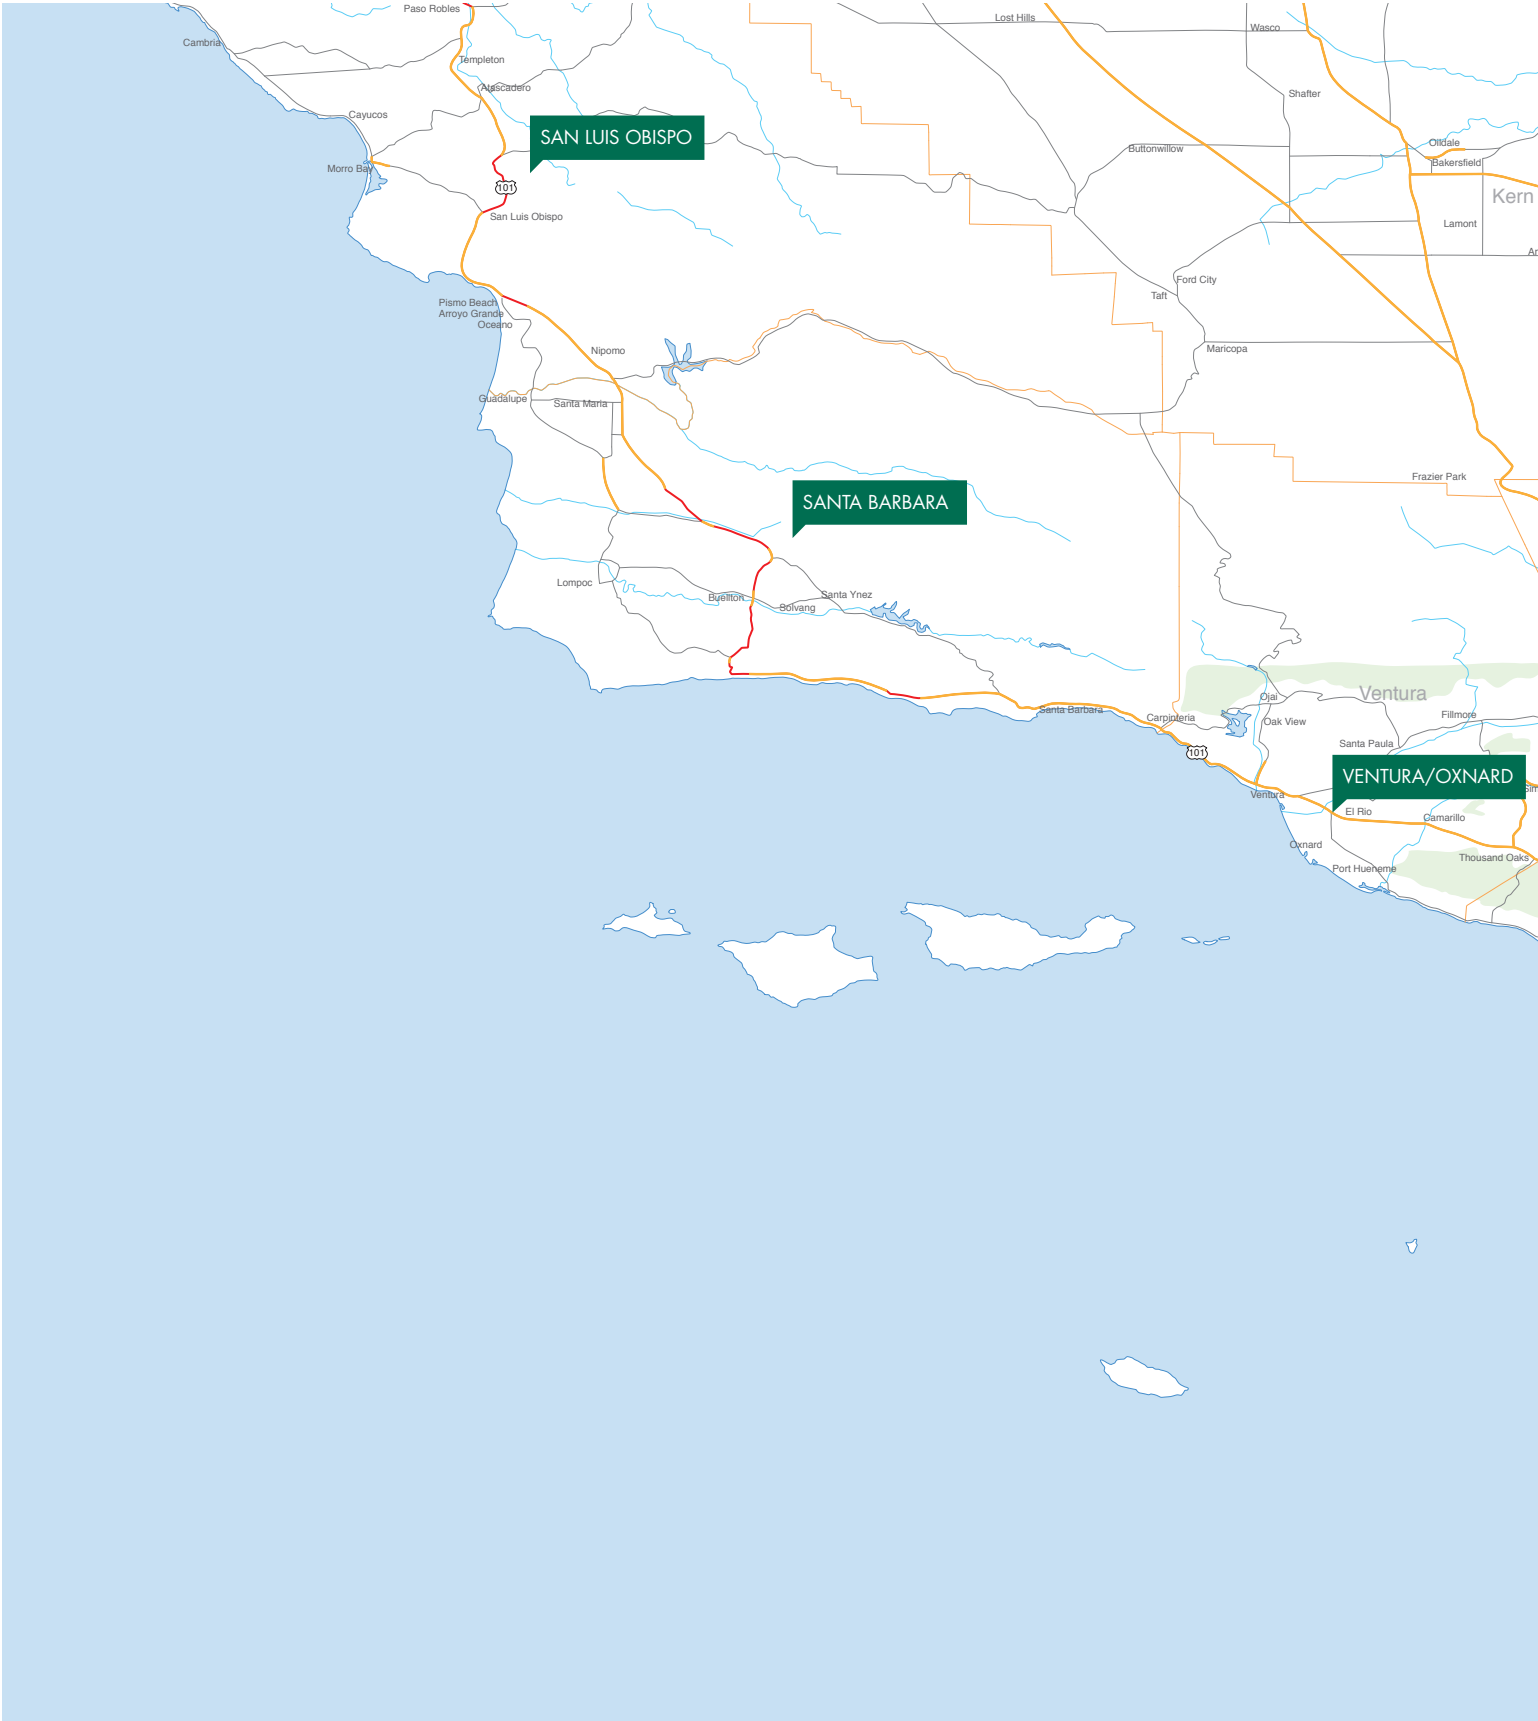 Paso Robles
Lost Hills
Wasco
Cambria
Templeton
Atascadero
Shafter
Cayucos
SAN LUIS OBISPO
Oildale
Buttonwillow
Bakersfield
Morro Bay
101
Kern
San Luis Obispo
Lamont
Ar
Ford City
Taft
Pismo Beach
Arroyo Grande
Oceano
Nipomo
Maricopa
Guadalupe
Santa Maria
Frazier Park
SANTA BARBARA
Lompoc
Buellton
Santa Ynez
Solvang
Ventura
Ojai
Santa Barbara
Carpinteria
Oak View
Fillmore
Santa Paula
101
VENTURA/OXNARD
Sim
Ventura
El Rio
Camarillo
Oxnard
Thousand Oaks
Port Hueneme